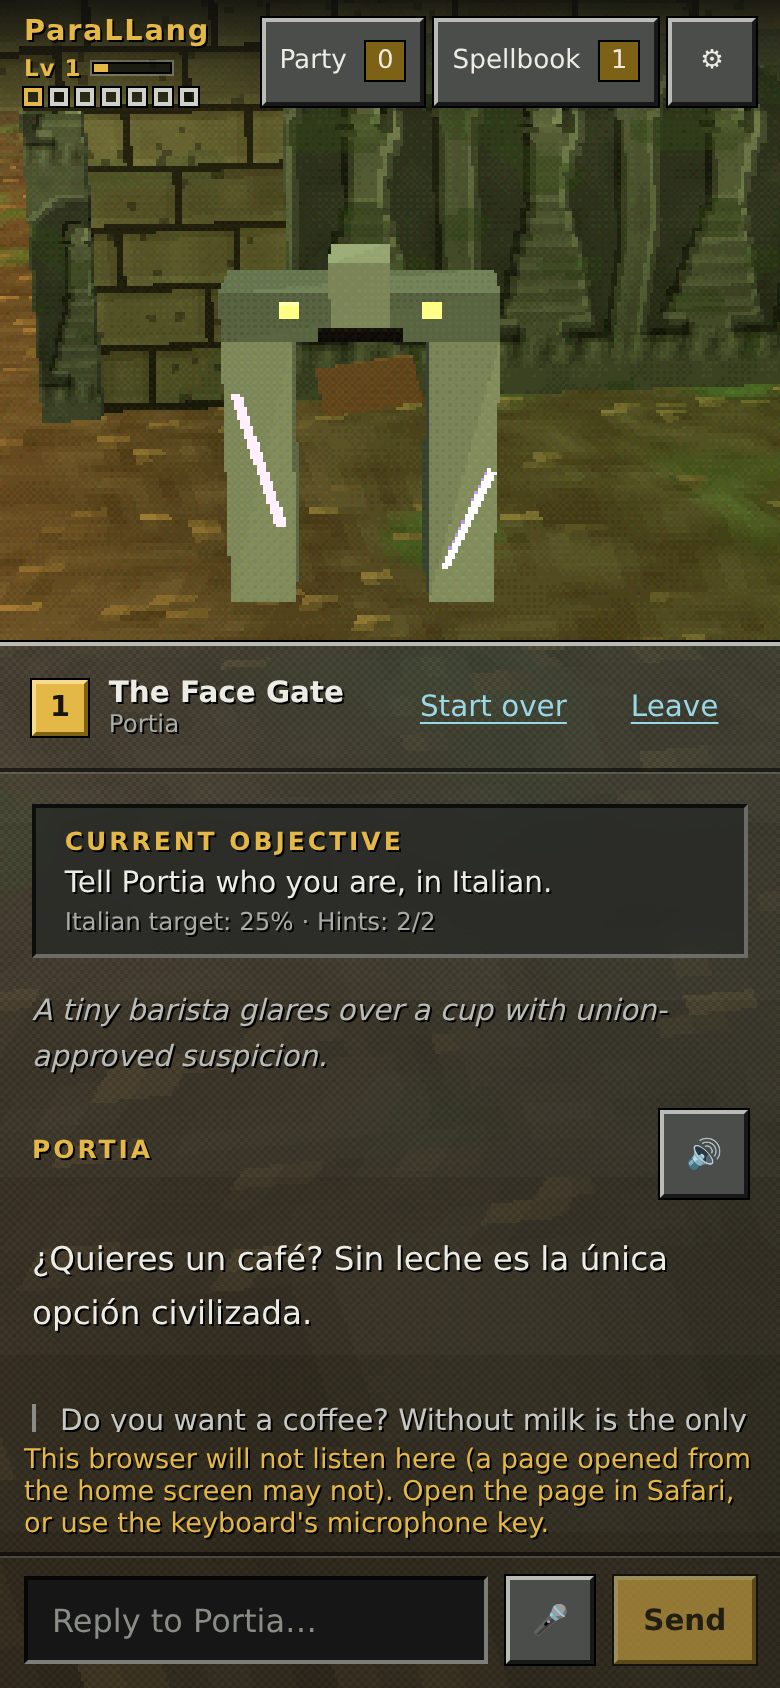 ParaLLang
Lv 1
Party 0
Spellbook 1
1
The Face Gate
Portia
Start over
Leave
CURRENT OBJECTIVE
Tell Portia who you are, in Italian.
Italian target: 25% · Hints: 2/2
A tiny barista glares over a cup with union-
approved suspicion.
PORTIA
¿Quieres un café? Sin leche es la única
opción civilizada.
Do you want a coffee? Without milk is the only
This browser will not listen here (a page opened from
the home screen may not). Open the page in Safari,
or use the keyboard's microphone key.
Reply to Portia...
Send